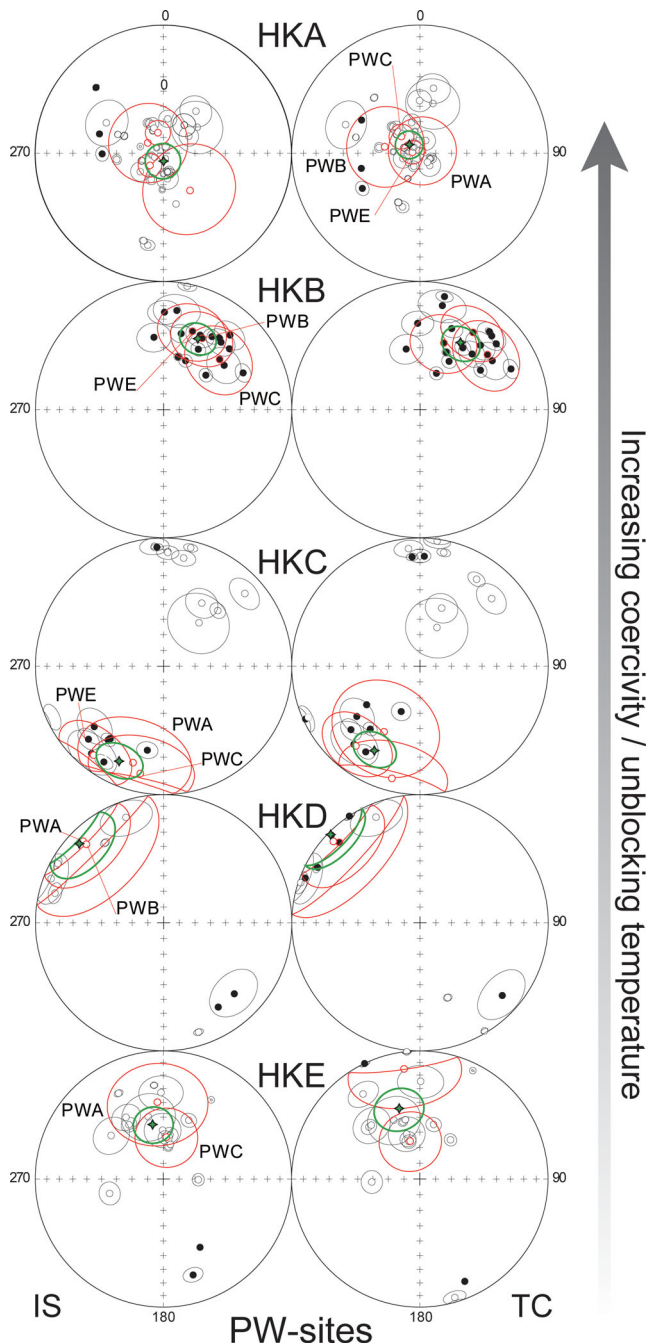 0
HKA
0
PWC
0
270
90
PWB
PWA
PWE
HKB
PWB
PWE
PWC
270
90
HKC
PWE
PWA
PWC
270
90
HKD
PWA
PWB
270
90
HKE
PWA
PWC
270
90
IS
180
PW-sites
180
TC
Increasing coercivity / unblocking temperature